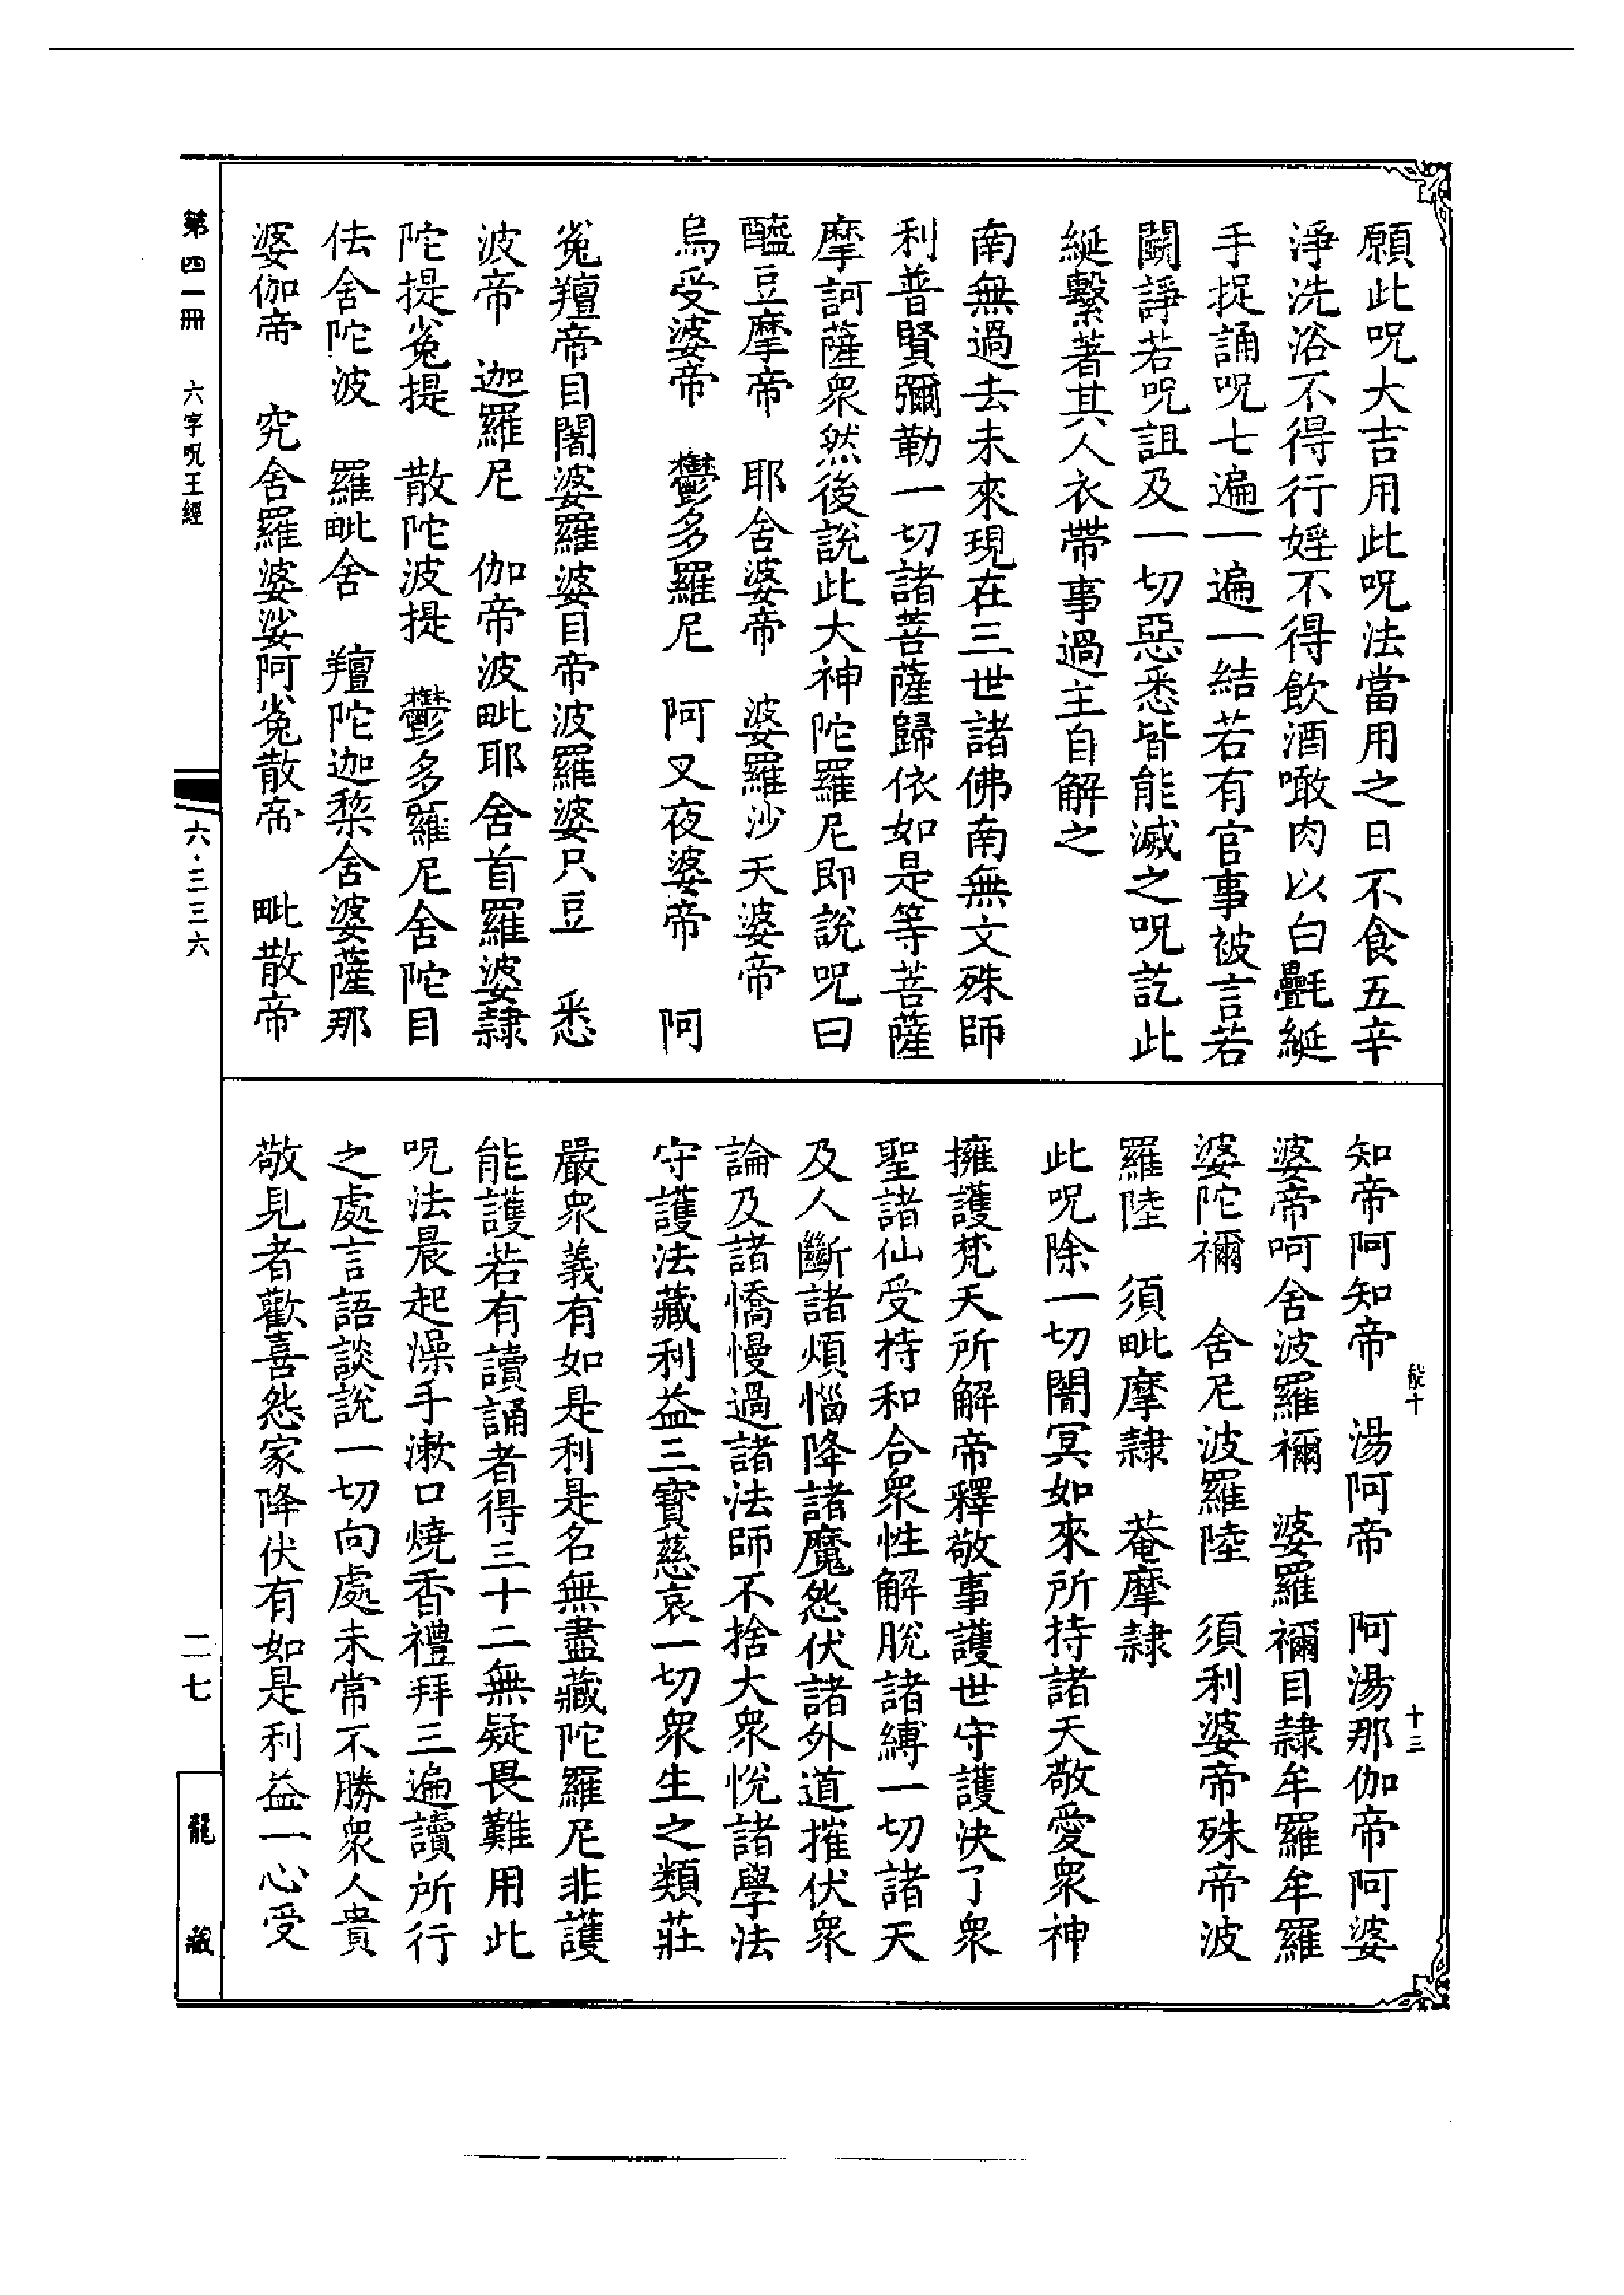 願此呪大吉用此呪法當用之日不食五辛
淨洗浴不得行婬不得飲酒噉肉以白㲲綖
手捉誦呪七遍一遍一結若有官事被言若
鬪諍若呪詛及一切惡悉皆能滅之呪訖此
綖繫著其人衣帶事過主自解之
南無過去未來現在三世諸佛南無文殊師
利普賢彌勒一切諸菩薩歸依如是等菩薩
摩訶薩衆然後說此大神陀羅尼即說呪曰
醯豆摩帝　耶舍婆帝　婆羅沙天婆帝
烏受婆帝　鬱多羅尼　阿叉夜婆帝　阿
㝹羶帝目闍婆羅婆目帝波羅婆只豆　悉
波帝　迦羅尼　伽帝波毗耶舍首羅婆隷
陀提㝹提　散陀波提　鬱多羅尼舍陀目
佉舍陀波　羅毗舍　羶陀迦棃舍婆薩那
婆伽帝　究舍羅婆娑阿㝹散帝　毗散帝
知帝阿知帝　湯阿帝　阿湯那伽帝阿婆
婆帝呵舍波羅禰　婆羅禰目隷牟羅牟羅
婆陀禰　舍尼波羅陸　須利婆帝殊帝波
羅陸　須毗摩隷　菴摩隷
此呪除一切闇冥如來所持諸天敬愛衆神
擁護梵天所解帝釋敬事護世守護決了衆
聖諸仙受持和合衆性解脫諸縛一切諸天
及人斷諸煩惱降諸魔怨伏諸外道摧伏衆
論及諸憍慢過諸法師不捨大衆悅諸學法
守護法藏利益三寶慈哀一切衆生之類莊
嚴衆義有如是利是名無盡藏陀羅尼非護
能護若有讀誦者得三十二無疑畏難用此
呪法晨起澡手漱口燒香禮拜三遍讀所行
之處言語談說一切向處未常不勝衆人貴
敬見者歡喜怨家降伏有如是利益一心受
十三
第四一冊　六字呪王經
六·三三六
二七
龍藏